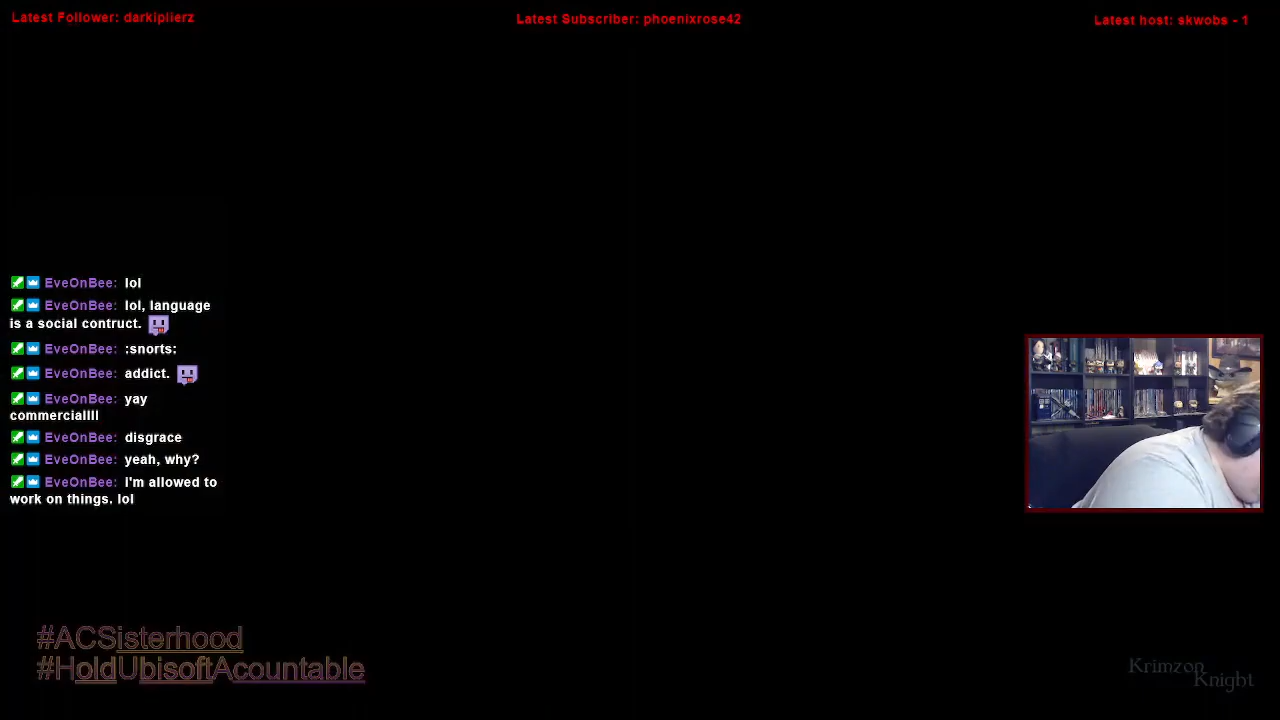 Latest Follower: darkiplierz
Latest Subscriber: phoenixrose42
Latest host: skwobs - 1
EveOnBee: lol
EveOnBee: lol, language
is a social contruct.
EveOnBee: :snorts:
EveOnBee: addict.
EveOnBee: yay
commerciallll
EveOnBee: disgrace
EveOnBee: yeah, why?
EveOnBee: I'm allowed to
work on things. lol
#ACSisterhood
#HoldUbisoftAcountable
Krimzon
Knight